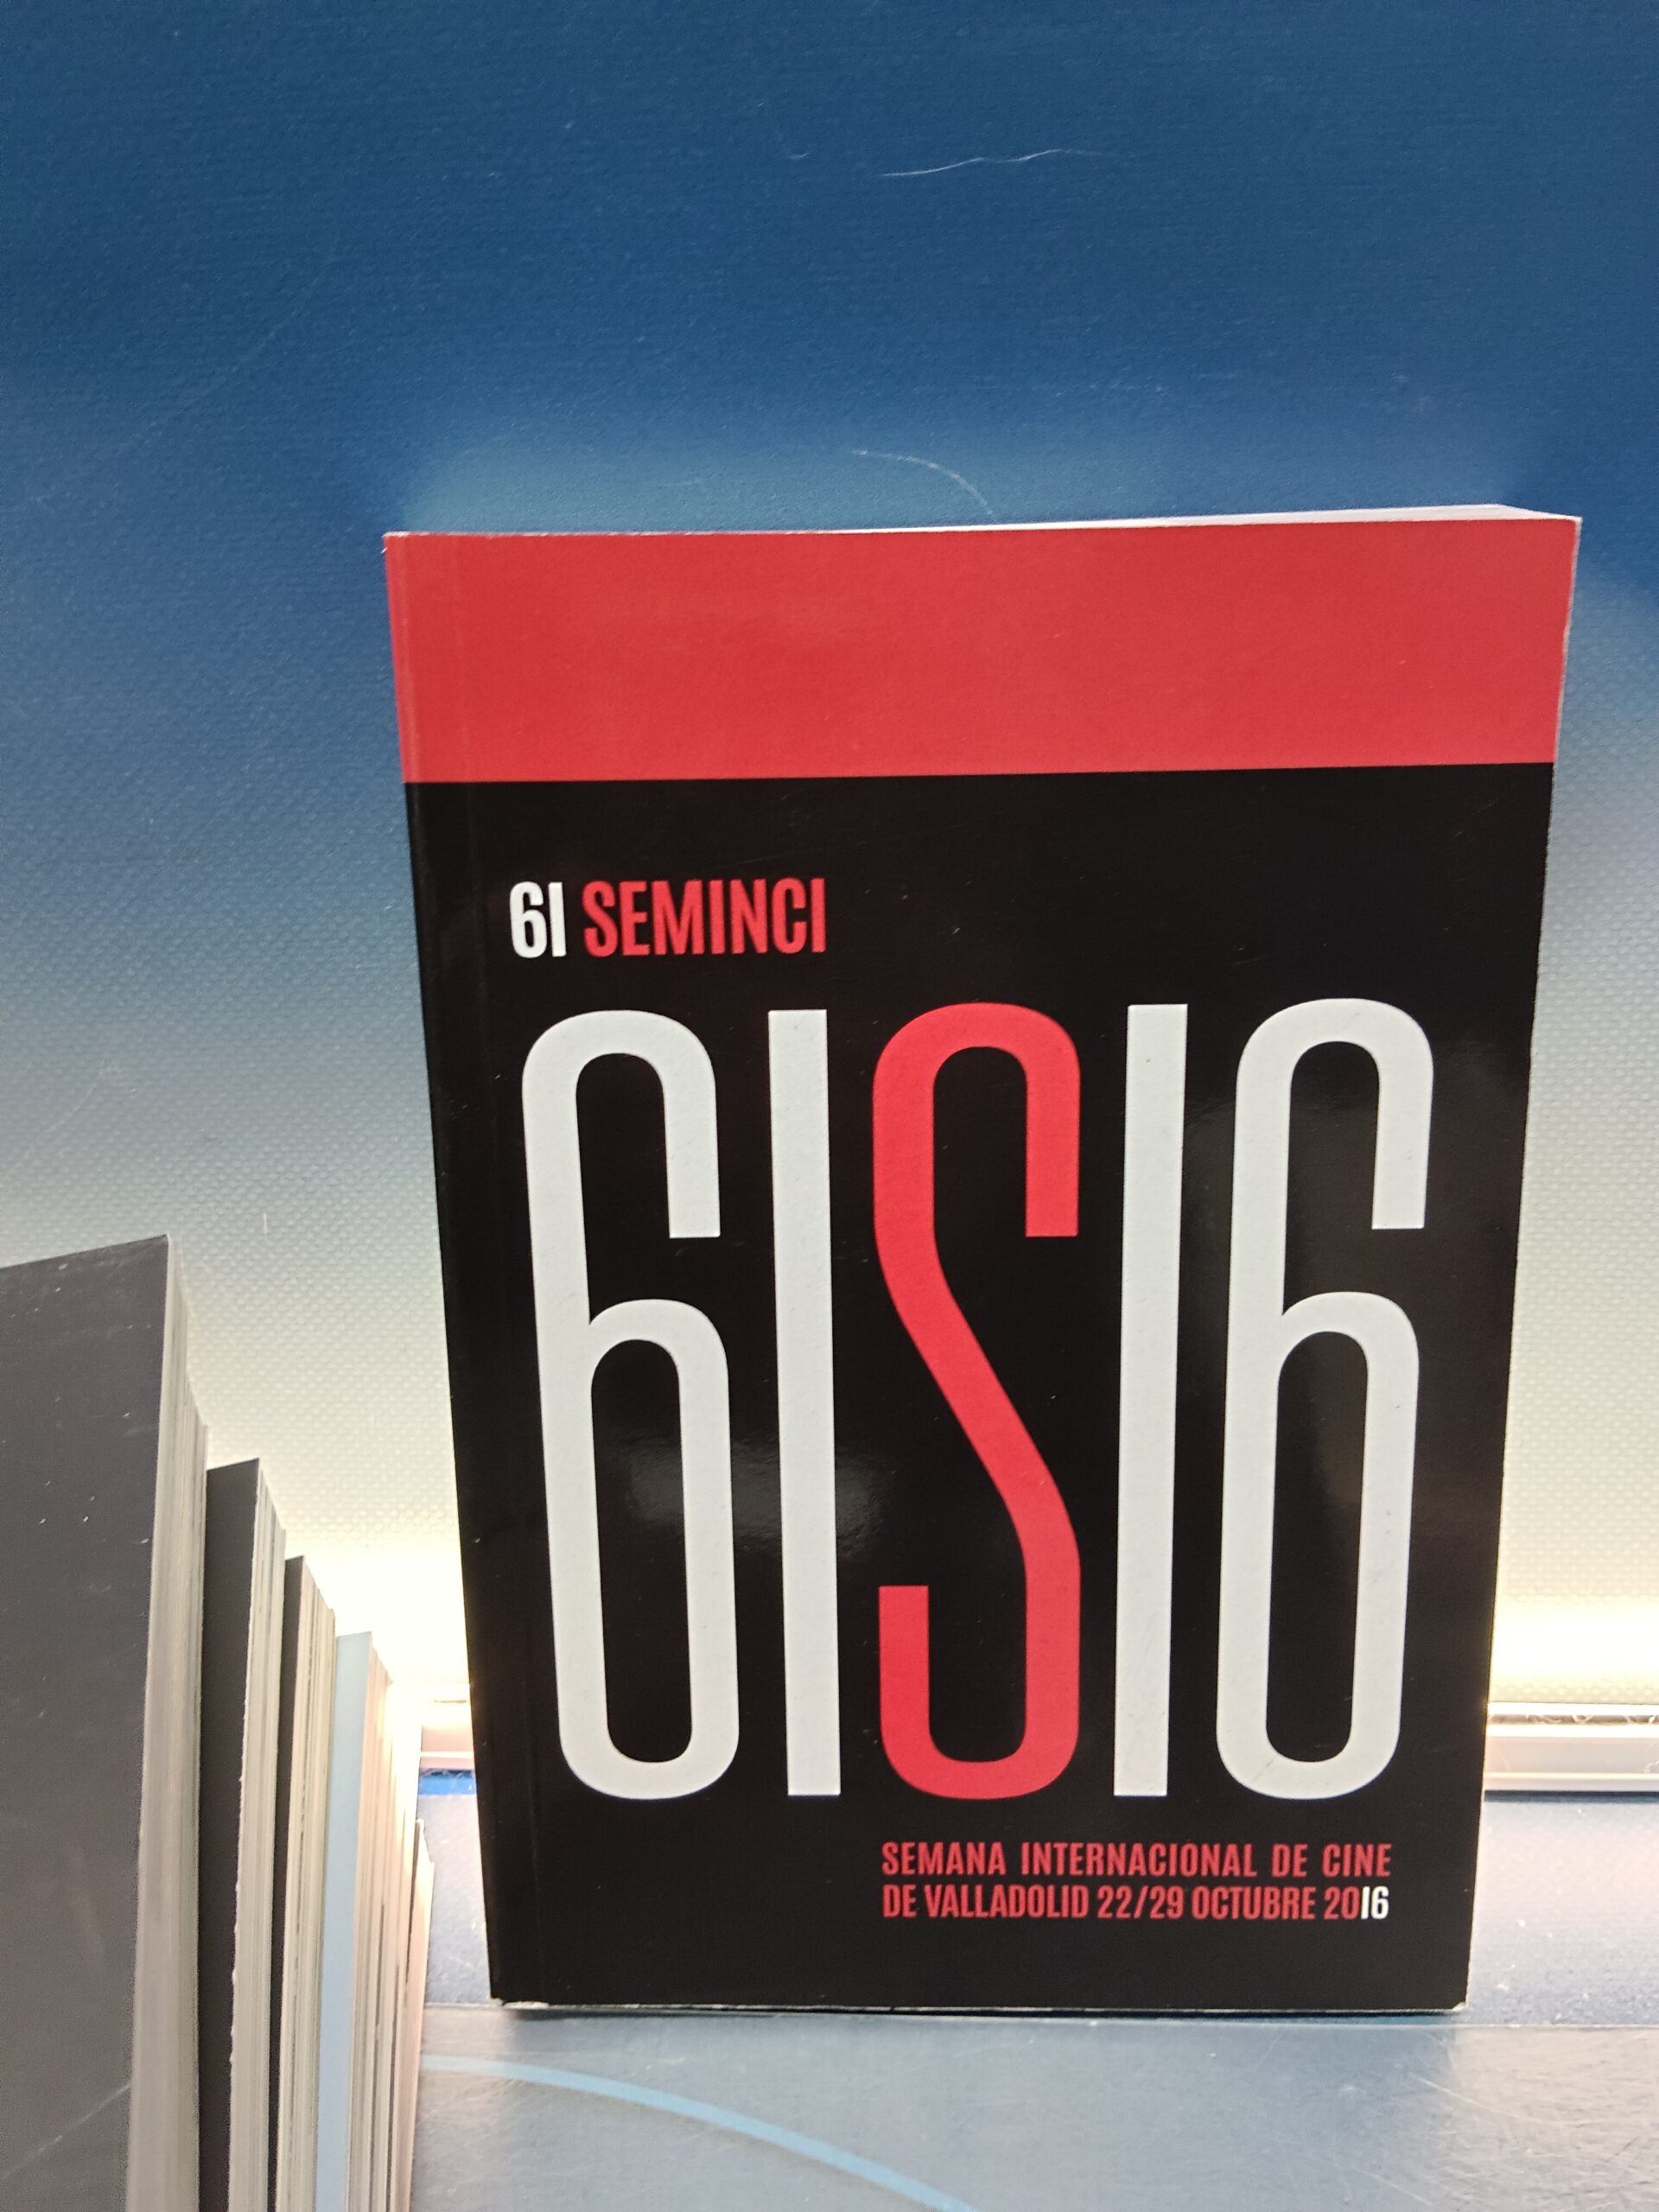 61 SEMINCI
61S16
SEMANA INTERNACIONAL DE CINE
DE VALLADOLID 22/29 OCTUBRE 2016